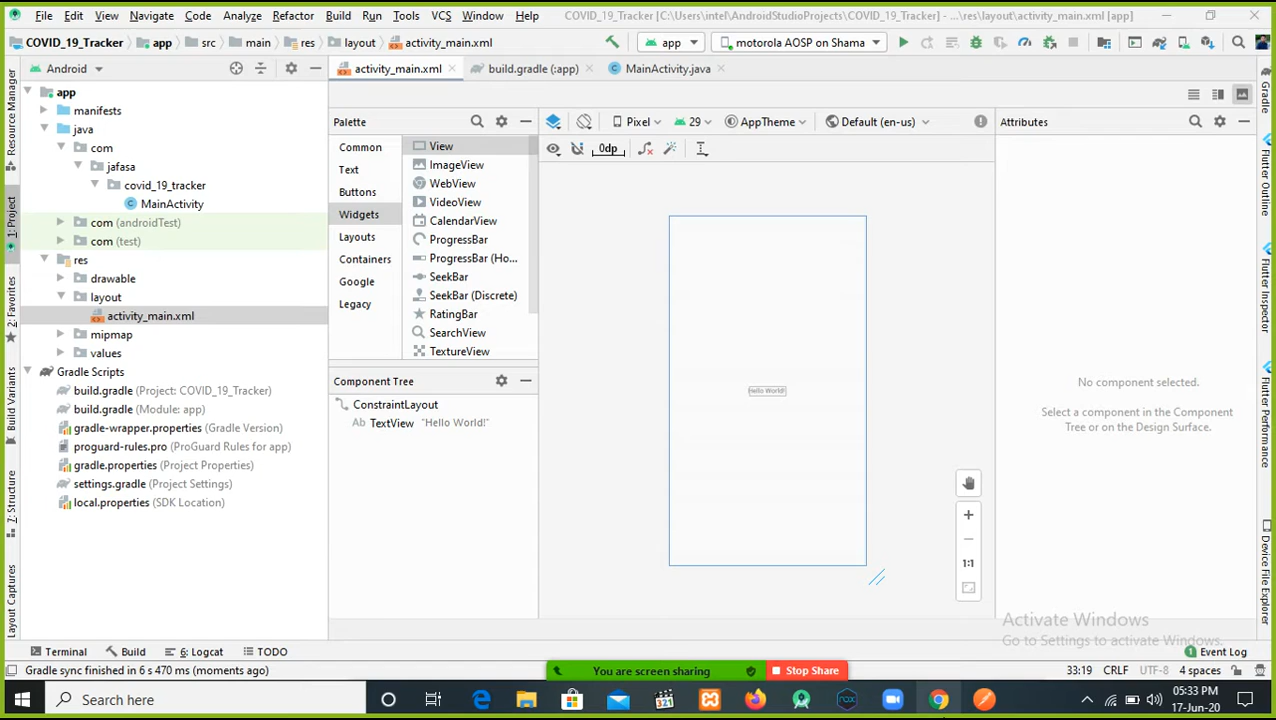 File Edit View Navigate Code Analyze Refactor Build Run Tools VCS Window Help COVID_19_Tracker [C:\Users\intel\AndroidStudioProjects\COVID_19_Tracker] - ...\res\layout\activity_main.xml [app]
COVID_19_Tracker app src main res layout activity_main.xml app motorola AOSP on Shama
Android activity_main.xml build.gradle (:app) MainActivity.java
Resource Manager
1: Project
2: Favorites
Build Variants
7: Structure
Layout Captures
app
manifests
java
com
jafasa
covid_19_tracker
MainActivity
com (androidTest)
com (test)
res
drawable
layout
activity_main.xml
mipmap
values
Gradle Scripts
build.gradle (Project: COVID_19_Tracker)
build.gradle (Module: app)
gradle-wrapper.properties (Gradle Version)
proguard-rules.pro (ProGuard Rules for app)
gradle.properties (Project Properties)
settings.gradle (Project Settings)
local.properties (SDK Location)
Palette
Common
Text
Buttons
Widgets
Layouts
Containers
Google
Legacy
View
ImageView
WebView
VideoView
CalendarView
ProgressBar
ProgressBar (Ho...
SeekBar
SeekBar (Discrete)
RatingBar
SearchView
TextureView
Component Tree
ConstraintLayout
Ab TextView "Hello World!"
Pixel 29 AppTheme Default (en-us)
0dp
Hello World!
1:1
Attributes
No component selected.
Select a component in the Component
Tree or on the Design Surface.
Gradle
Flutter Outline
Flutter Inspector
Flutter Performance
Device File Explorer
Activate Windows
Go to Settings to activate Windows.
Terminal Build 6: Logcat TODO 1 Event Log
Gradle sync finished in 6 s 470 ms (moments ago) You are screen sharing Stop Share 33:19 CRLF UTF-8 4 spaces
Search here 321 nox 05:33 PM
17-Jun-20